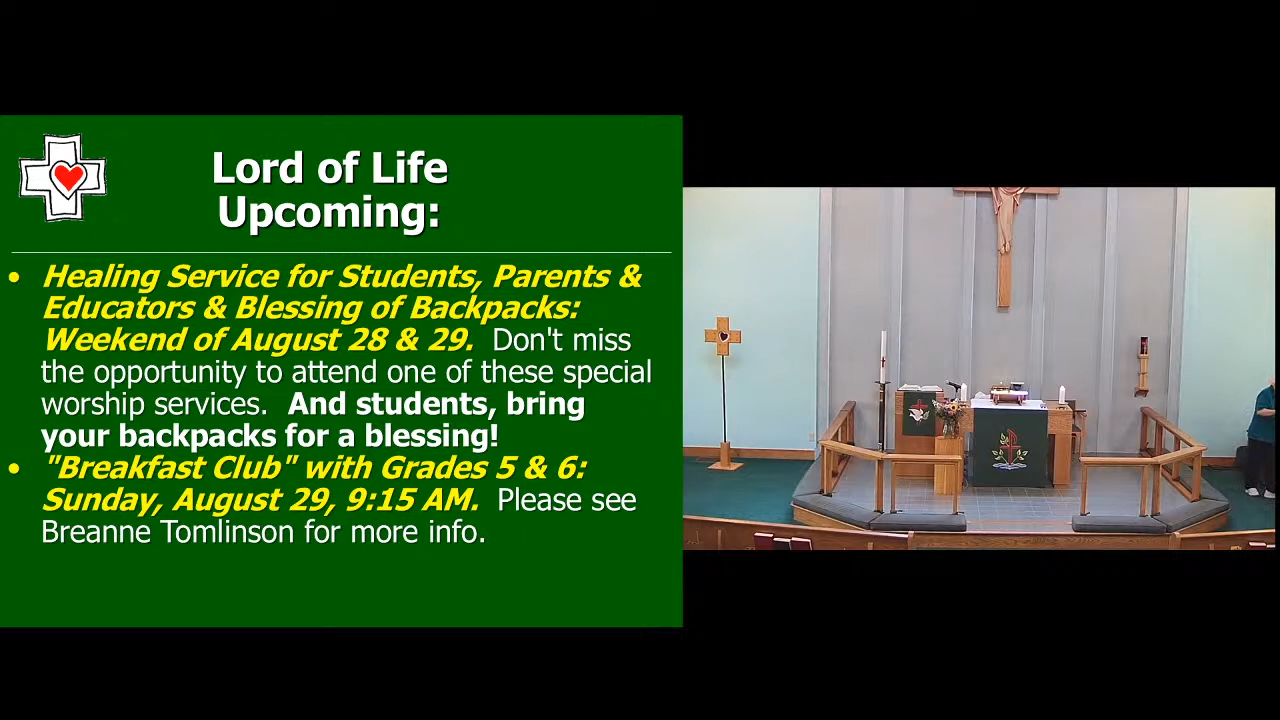 Lord of Life
Upcoming:
• Healing Service for Students, Parents &
Educators & Blessing of Backpacks:
Weekend of August 28 & 29. Don't miss
the opportunity to attend one of these special
worship services. And students, bring
your backpacks for a blessing!
• "Breakfast Club" with Grades 5 & 6:
Sunday, August 29, 9:15 AM. Please see
Breanne Tomlinson for more info.